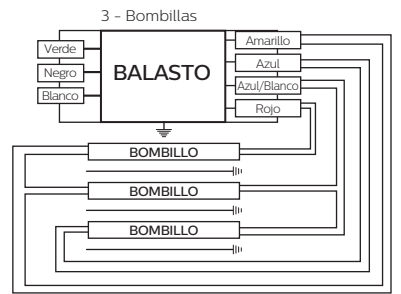 3 - Bombillas
Verde
Negro
Blanco
BALASTO
Amarillo
Azul
Azul/Blanco
Rojo
BOMBILLO
BOMBILLO
BOMBILLO